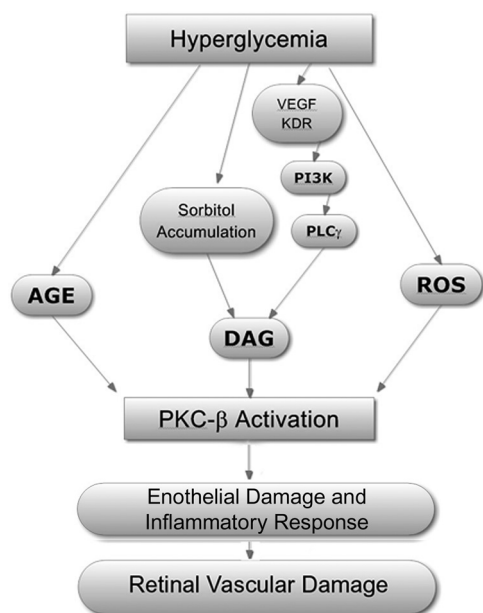 Hyperglycemia
VEGF
KDR
PI3K
Sorbitol
Accumulation
PLCγ
AGE
ROS
DAG
PKC-β Activation
Enothelial Damage and
Inflammatory Response
Retinal Vascular Damage